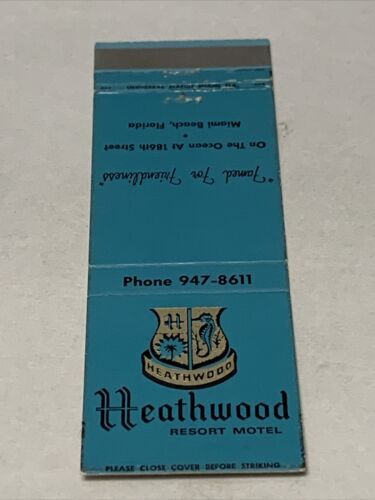 "Famed For Friendliness"
On The Ocean At 186th Street
*
Miami Beach, Florida
Phone 947-8611
H
HEATHWOOD
Heathwood
RESORT MOTEL
PLEASE CLOSE COVER BEFORE STRIKING